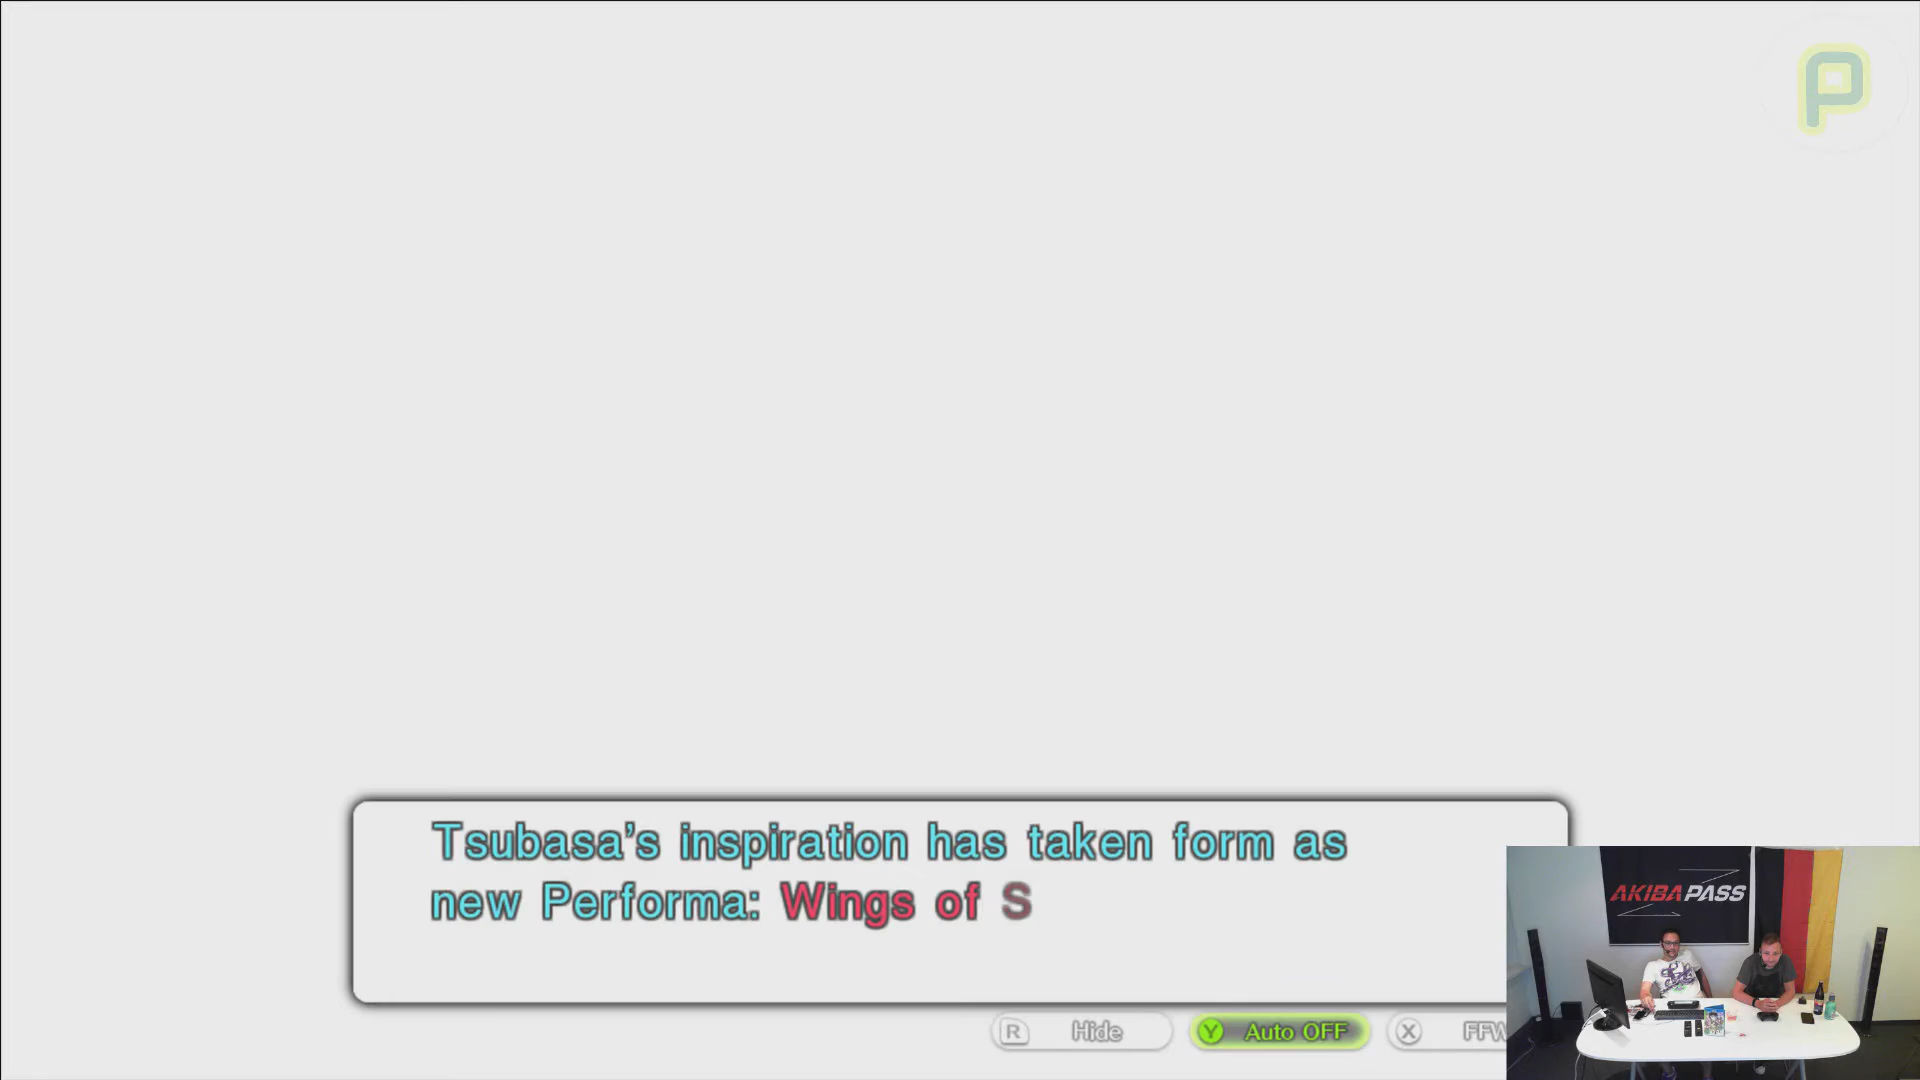 P
Tsubasa's inspiration has taken form as
new Performa: Wings of S
R Hide
Y Auto OFF
X FFW
AKIBA PASS